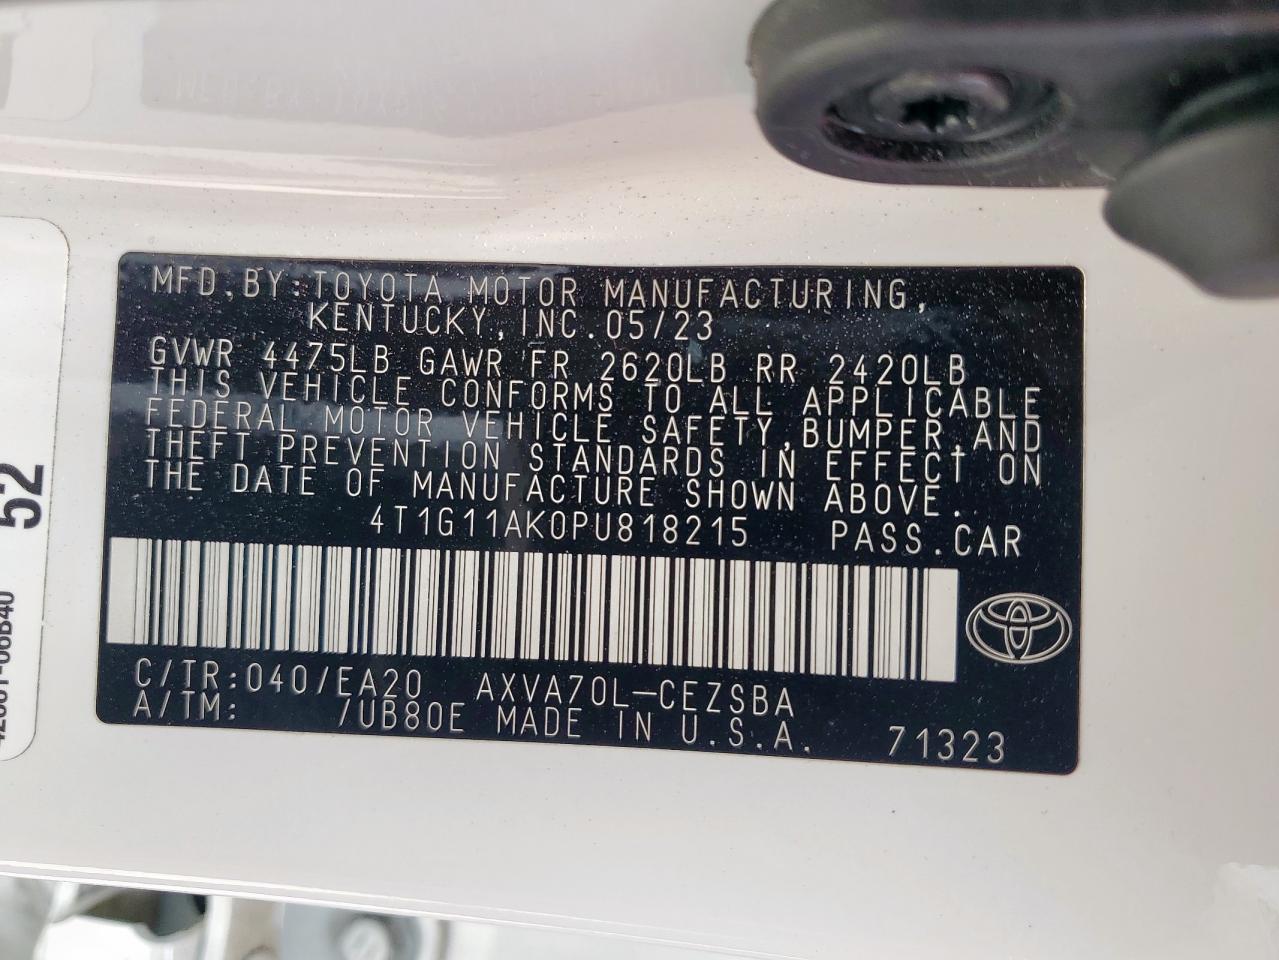 MFD.BY:TOYOTA MOTOR MANUFACTURING,
KENTUCKY,INC.05/23
GVWR 4475LB GAWR FR 2620LB RR 2420LB
THIS VEHICLE CONFORMS TO ALL APPLICABLE
FEDERAL MOTOR VEHICLE SAFETY,BUMPER,AND
THEFT PREVENTION STANDARDS IN EFFECT ON
THE DATE OF MANUFACTURE SHOWN ABOVE.
4T1G11AK0PU818215 PASS.CAR
C/TR:040/EA20 AXVA70L-CEZSBA
A/TM: /UB80E MADE IN U.S.A. 71323
52